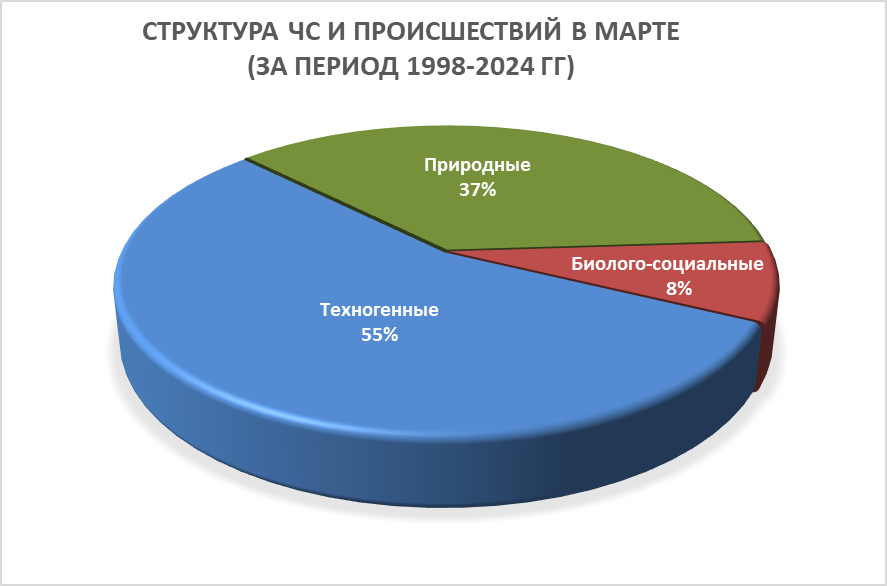 СТРУКТУРА ЧС И ПРОИСШЕСТВИЙ В МАРТЕ
(ЗА ПЕРИОД 1998-2024 ГГ)
Природные
37%
Биолого-социальные
8%
Техногенные
55%